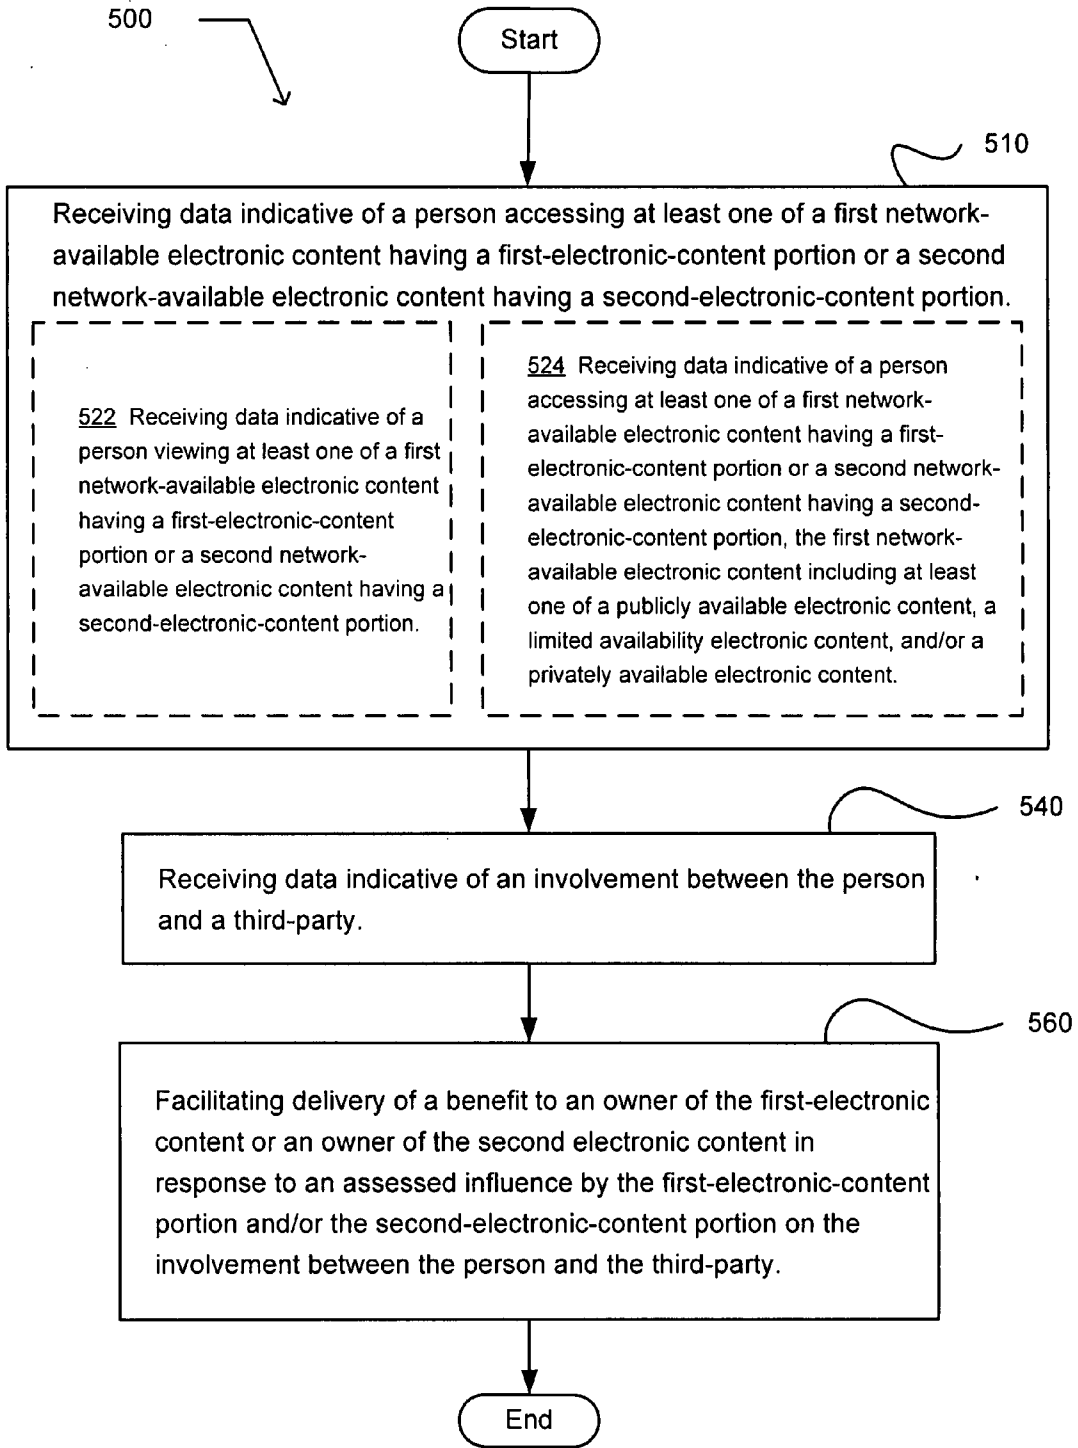 500
Start
510
Receiving data indicative of a person accessing at least one of a first network-
available electronic content having a first-electronic-content portion or a second
network-available electronic content having a second-electronic-content portion.
522 Receiving data indicative of a
person viewing at least one of a first
network-available electronic content
having a first-electronic-content
portion or a second network-
available electronic content having a
second-electronic-content portion.
524 Receiving data indicative of a person
accessing at least one of a first network-
available electronic content having a first-
electronic-content portion or a second network-
available electronic content having a second-
electronic-content portion, the first network-
available electronic content including at least
one of a publicly available electronic content, a
limited availability electronic content, and/or a
privately available electronic content.
540
Receiving data indicative of an involvement between the person
and a third-party.
560
Facilitating delivery of a benefit to an owner of the first-electronic
content or an owner of the second electronic content in
response to an assessed influence by the first-electronic-content
portion and/or the second-electronic-content portion on the
involvement between the person and the third-party.
End